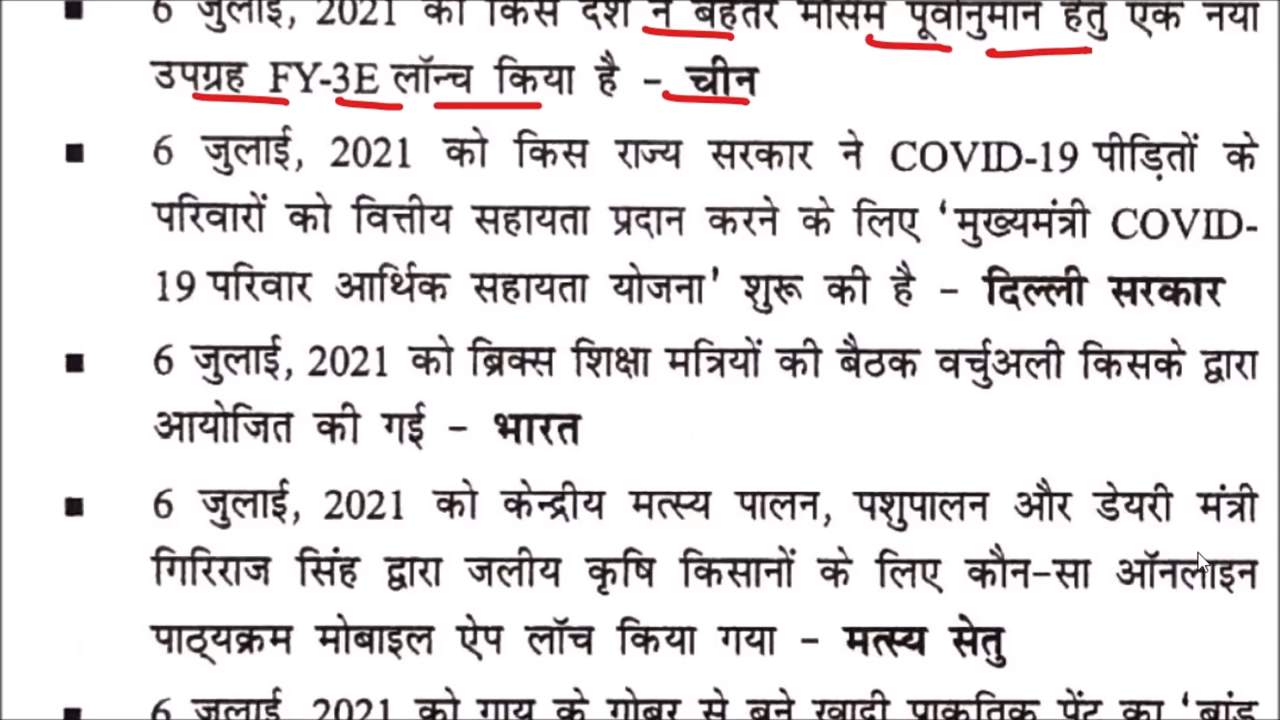 6 जुलाई, 2021 को किस देश ने बेहतर मौसम पूर्वानुमान हेतु एक नया
उपग्रह FY-3E लॉन्च किया है – चीन
■ 6 जुलाई, 2021 को किस राज्य सरकार ने COVID-19 पीड़ितों के
परिवारों को वित्तीय सहायता प्रदान करने के लिए ‘मुख्यमंत्री COVID-
19 परिवार आर्थिक सहायता योजना’ शुरू की है – दिल्ली सरकार
■ 6 जुलाई, 2021 को ब्रिक्स शिक्षा मत्रियों की बैठक वर्चुअली किसके द्वारा
आयोजित की गई – भारत
■ 6 जुलाई, 2021 को केन्द्रीय मत्स्य पालन, पशुपालन और डेयरी मंत्री
गिरिराज सिंह द्वारा जलीय कृषि किसानों के लिए कौन-सा ऑनलाइन
पाठ्यक्रम मोबाइल ऐप लॉच किया गया – मत्स्य सेतु
■ 6 जुलाई, 2021 को गाय के गोबर से बने खादी प्राकृतिक पेंट का ‘ब्रांड